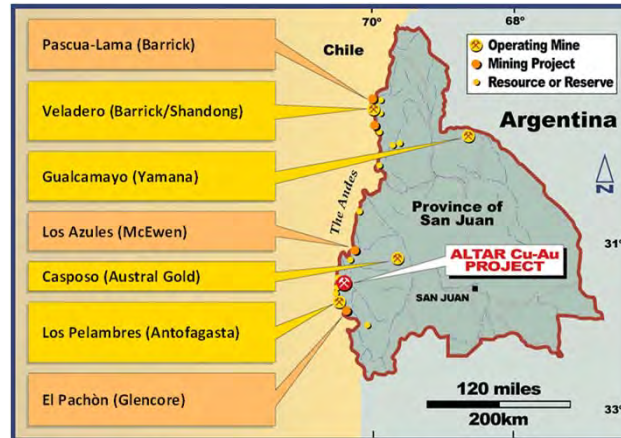 70
68
Pascua-Lama (Barrick)
Chile
Operating Mine
Mining Project
Resource or Reserve
Veladero (Barrick/Shandong)
Argentina
Gualcamayo (Yamana)
N
The Andes
Province of
San Juan
Los Azules (McEwen)
31
ALTAR Cu-Au
PROJECT
Casposo (Austral Gold)
SAN JUAN
Los Pelambres (Antofagasta)
El Pachòn (Glencore)
120 miles
200km
33